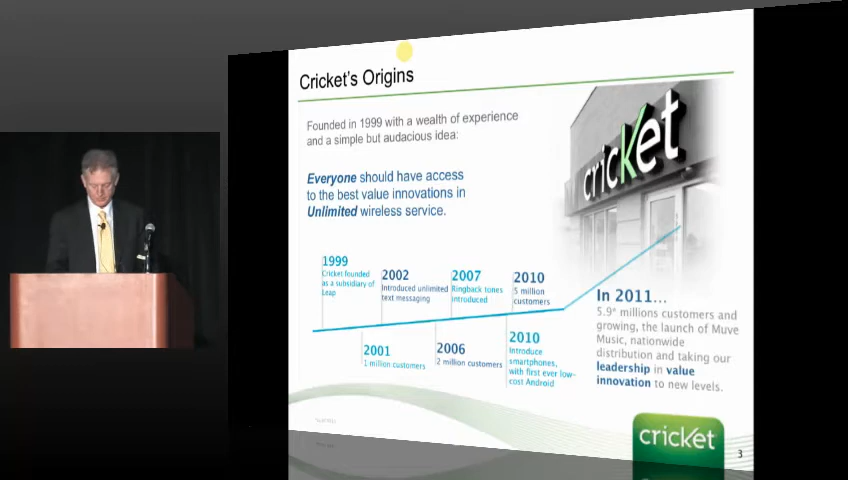 Cricket's Origins
Founded in 1999 with a wealth of experience
and a simple but audacious idea:
Everyone should have access
to the best value innovations in
Unlimited wireless service.
cricket
1999
Cricket founded
as a subsidiary of
Leap
2002
Introduced unlimited
text messaging
2007
Ringback tones
introduced
2010
5 million
customers
2001
1 million customers
2006
2 million customers
2010
Introduce
smartphones,
with first ever low-
cost Android
In 2011...
5.9* millions customers and
growing, the launch of Muve
Music, nationwide
distribution and taking our
leadership in value
innovation to new levels.
cricket
3